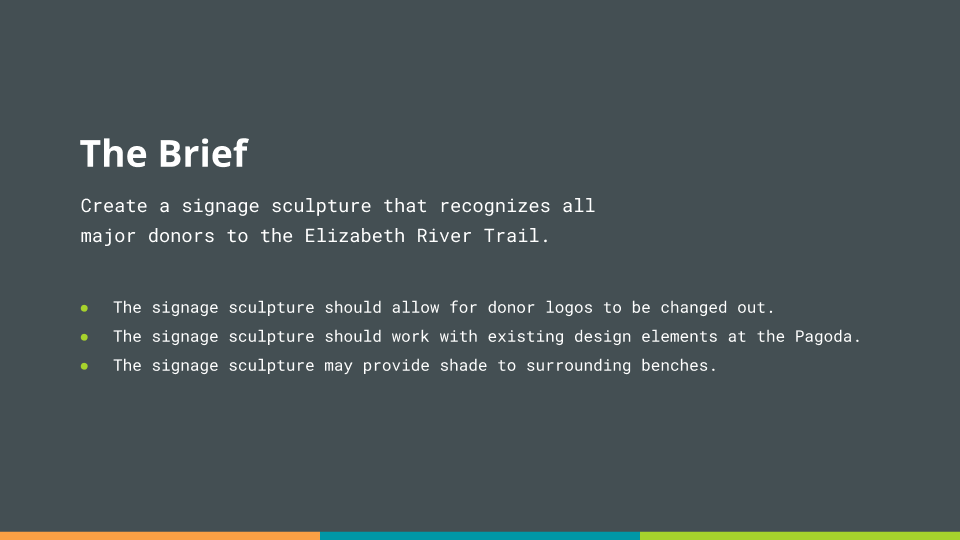 The Brief
Create a signage sculpture that recognizes all
major donors to the Elizabeth River Trail.
● The signage sculpture should allow for donor logos to be changed out.
● The signage sculpture should work with existing design elements at the Pagoda.
● The signage sculpture may provide shade to surrounding benches.